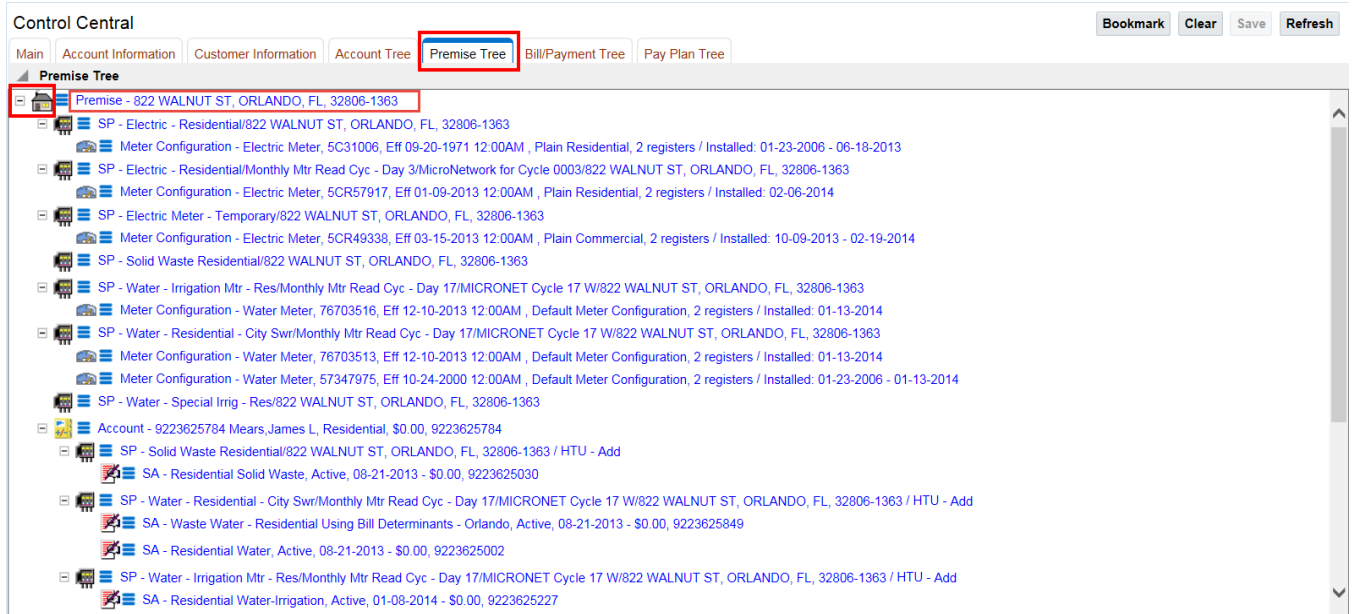 Control Central
Bookmark Clear Save Refresh
Main Account Information Customer Information Account Tree Premise Tree Bill/Payment Tree Pay Plan Tree
Premise Tree
Premise - 822 WALNUT ST, ORLANDO, FL, 32806-1363
SP - Electric - Residential/822 WALNUT ST, ORLANDO, FL, 32806-1363
Meter Configuration - Electric Meter, 5C31006, Eff 09-20-1971 12:00AM , Plain Residential, 2 registers / Installed: 01-23-2006 - 06-18-2013
SP - Electric - Residential/Monthly Mtr Read Cyc - Day 3/MicroNetwork for Cycle 0003/822 WALNUT ST, ORLANDO, FL, 32806-1363
Meter Configuration - Electric Meter, 5CR57917, Eff 01-09-2013 12:00AM , Plain Residential, 2 registers / Installed: 02-06-2014
SP - Electric Meter - Temporary/822 WALNUT ST, ORLANDO, FL, 32806-1363
Meter Configuration - Electric Meter, 5CR49338, Eff 03-15-2013 12:00AM , Plain Commercial, 2 registers / Installed: 10-09-2013 - 02-19-2014
SP - Solid Waste Residential/822 WALNUT ST, ORLANDO, FL, 32806-1363
SP - Water - Irrigation Mtr - Res/Monthly Mtr Read Cyc - Day 17/MICRONET Cycle 17 W/822 WALNUT ST, ORLANDO, FL, 32806-1363
Meter Configuration - Water Meter, 76703516, Eff 12-10-2013 12:00AM , Default Meter Configuration, 2 registers / Installed: 01-13-2014
SP - Water - Residential - City Swr/Monthly Mtr Read Cyc - Day 17/MICRONET Cycle 17 W/822 WALNUT ST, ORLANDO, FL, 32806-1363
Meter Configuration - Water Meter, 76703513, Eff 12-10-2013 12:00AM , Default Meter Configuration, 2 registers / Installed: 01-13-2014
Meter Configuration - Water Meter, 57347975, Eff 10-24-2000 12:00AM , Default Meter Configuration, 2 registers / Installed: 01-23-2006 - 01-13-2014
SP - Water - Special Irrig - Res/822 WALNUT ST, ORLANDO, FL, 32806-1363
Account - 9223625784 Mears,James L, Residential, $0.00, 9223625784
SP - Solid Waste Residential/822 WALNUT ST, ORLANDO, FL, 32806-1363 / HTU - Add
SA - Residential Solid Waste, Active, 08-21-2013 - $0.00, 9223625030
SP - Water - Residential - City Swr/Monthly Mtr Read Cyc - Day 17/MICRONET Cycle 17 W/822 WALNUT ST, ORLANDO, FL, 32806-1363 / HTU - Add
SA - Waste Water - Residential Using Bill Determinants - Orlando, Active, 08-21-2013 - $0.00, 9223625849
SA - Residential Water, Active, 08-21-2013 - $0.00, 9223625002
SP - Water - Irrigation Mtr - Res/Monthly Mtr Read Cyc - Day 17/MICRONET Cycle 17 W/822 WALNUT ST, ORLANDO, FL, 32806-1363 / HTU - Add
SA - Residential Water-Irrigation, Active, 01-08-2014 - $0.00, 9223625227